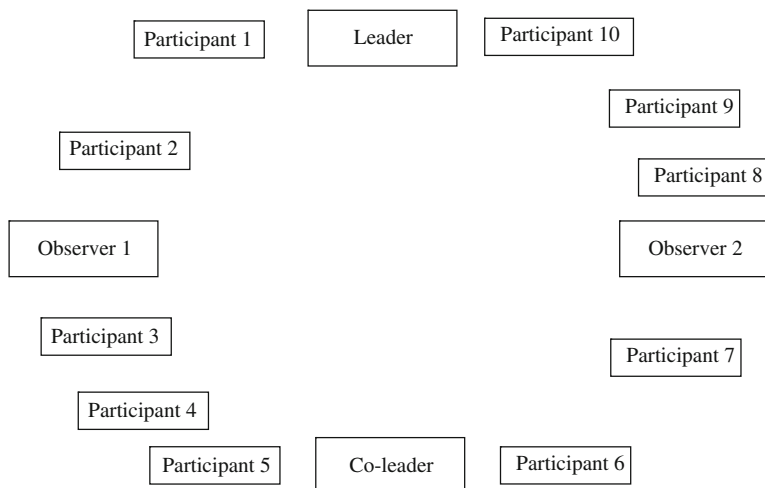 Participant 1
Leader
Participant 10
Participant 9
Participant 2
Participant 8
Observer 1
Observer 2
Participant 3
Participant 7
Participant 4
Participant 5
Co-leader
Participant 6